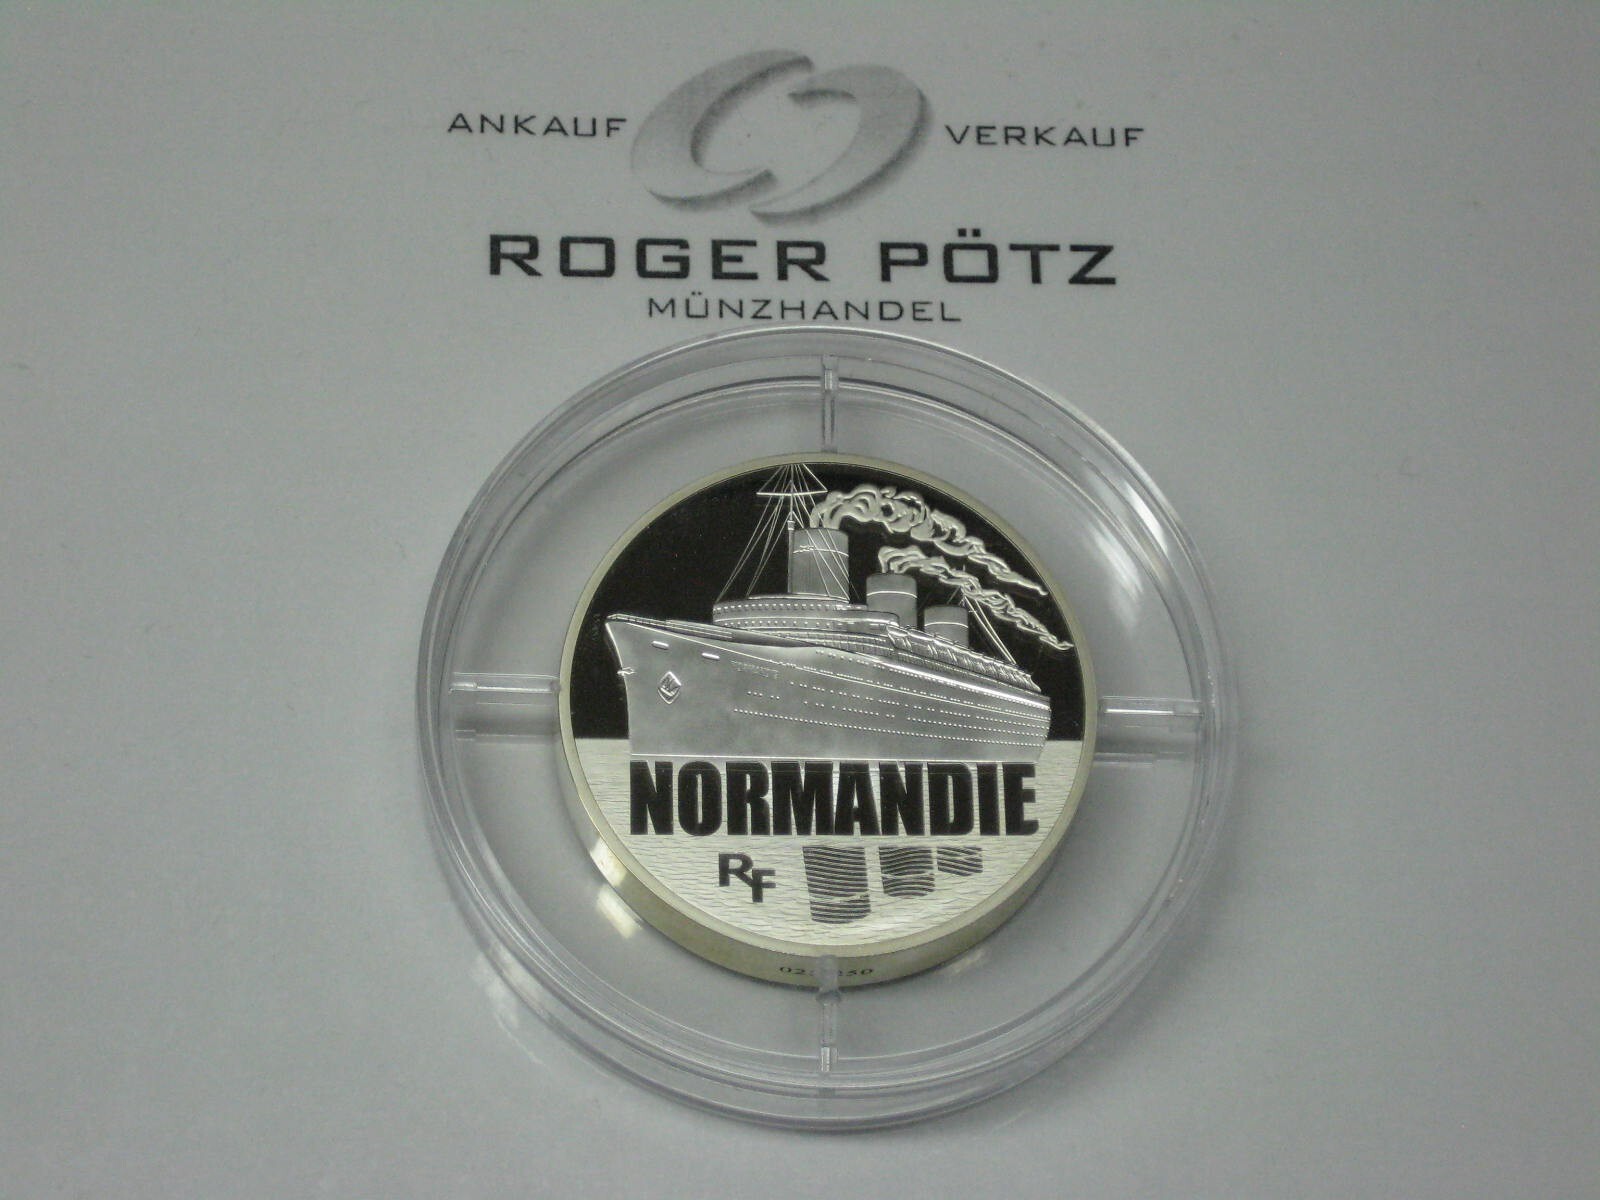 ANKAUF VERKAUF
ROGER PÖTZ
MÜNZHANDEL
NORMANDIE
RF